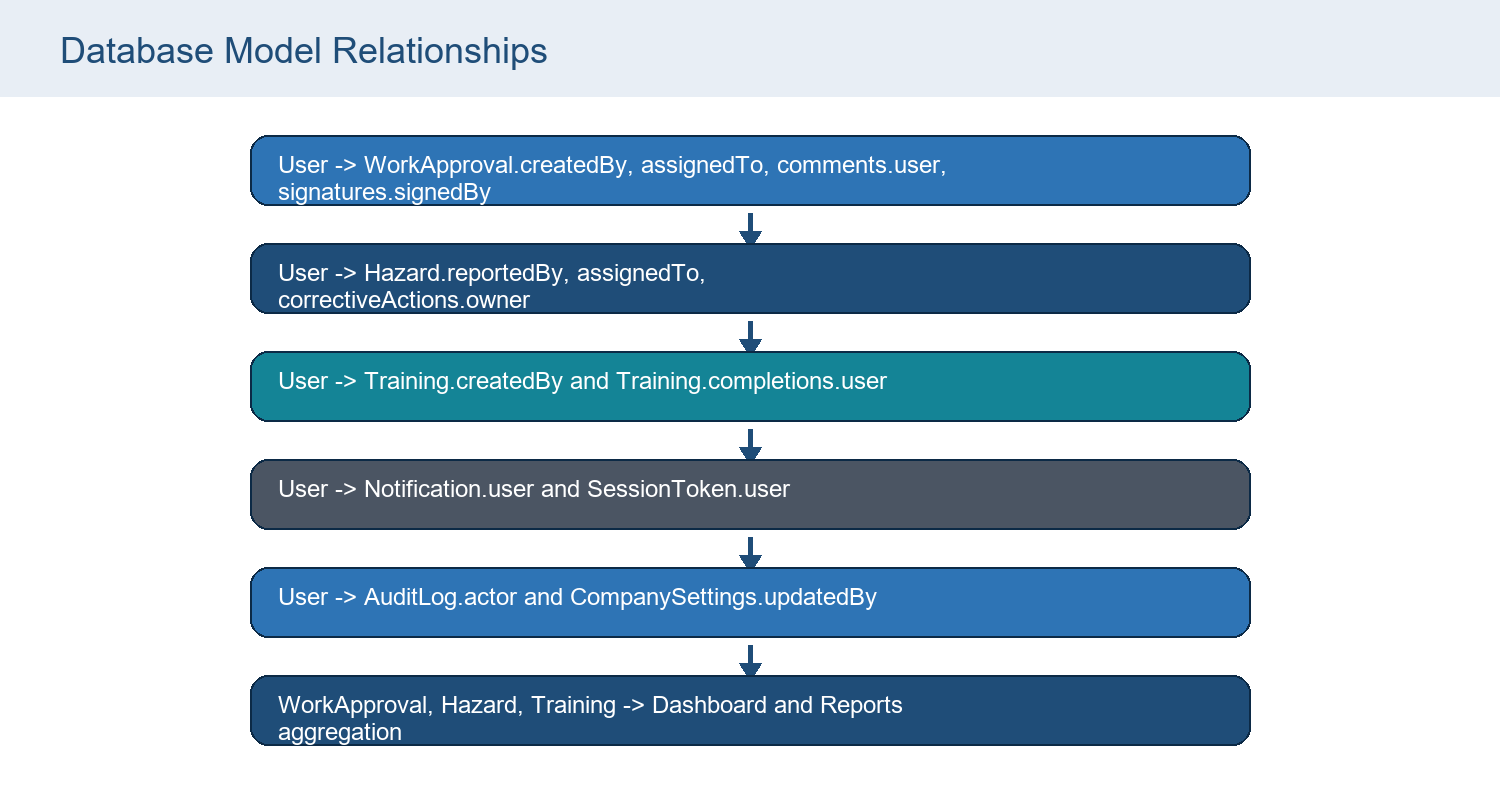 Database Model Relationships
User -> WorkApproval.createdBy, assignedTo, comments.user,
signatures.signedBy
User -> Hazard.reportedBy, assignedTo,
correctiveActions.owner
User -> Training.createdBy and Training.completions.user
User -> Notification.user and SessionToken.user
User -> AuditLog.actor and CompanySettings.updatedBy
WorkApproval, Hazard, Training -> Dashboard and Reports
aggregation